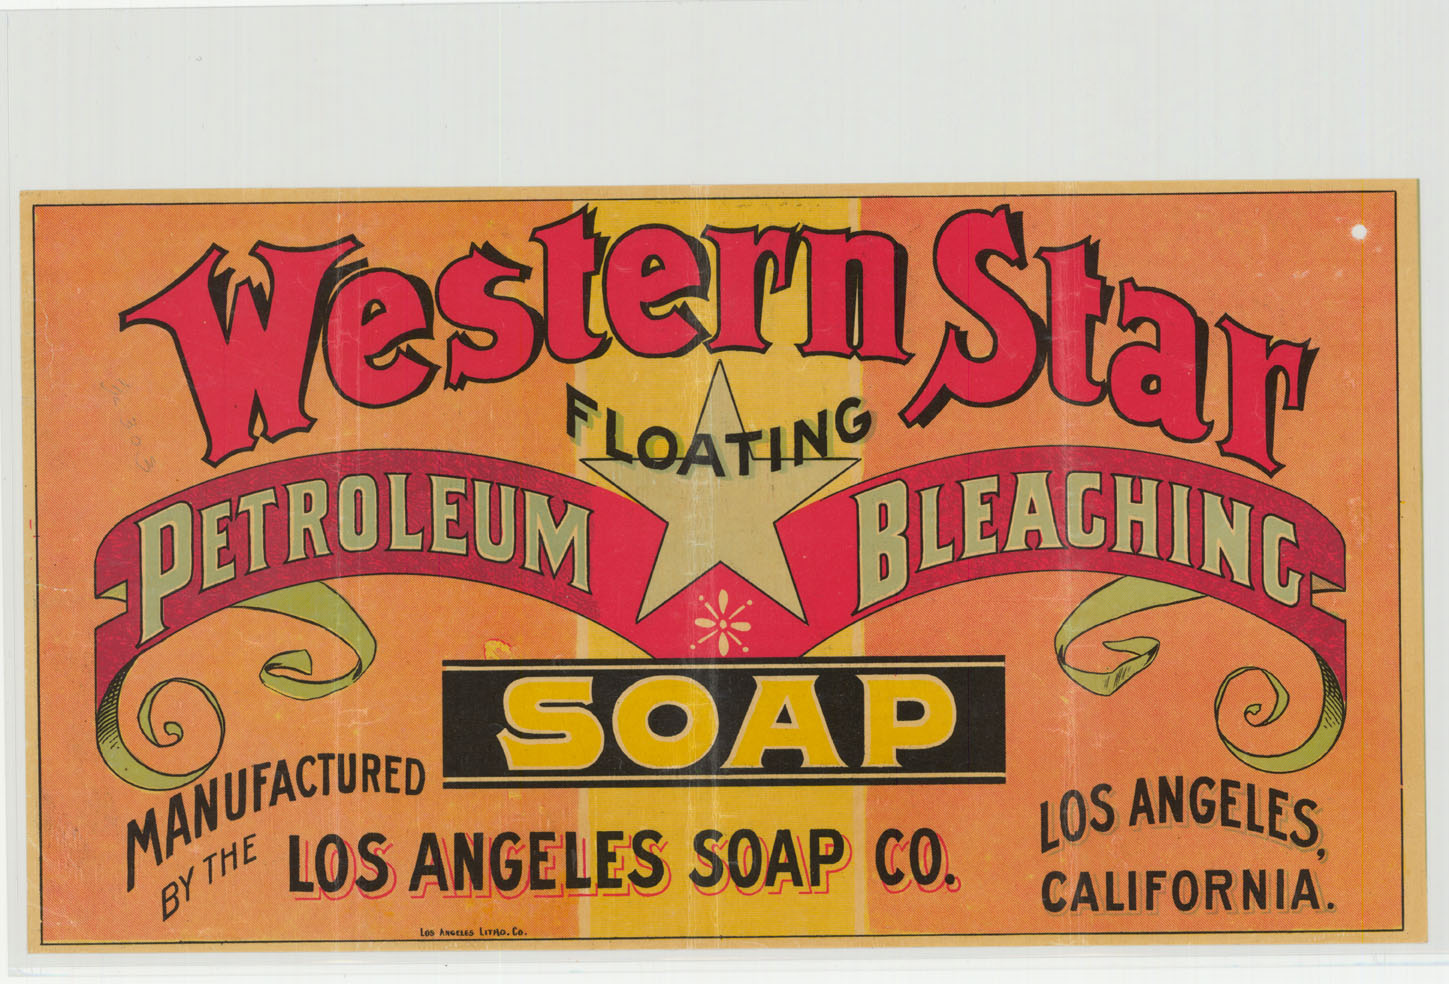 Western Star
FLOATING
PETROLEUM BLEACHING
SOAP
MANUFACTURED
BY THE
LOS ANGELES SOAP CO.
LOS ANGELES,
CALIFORNIA.
LOS ANGELES LITHO. CO.